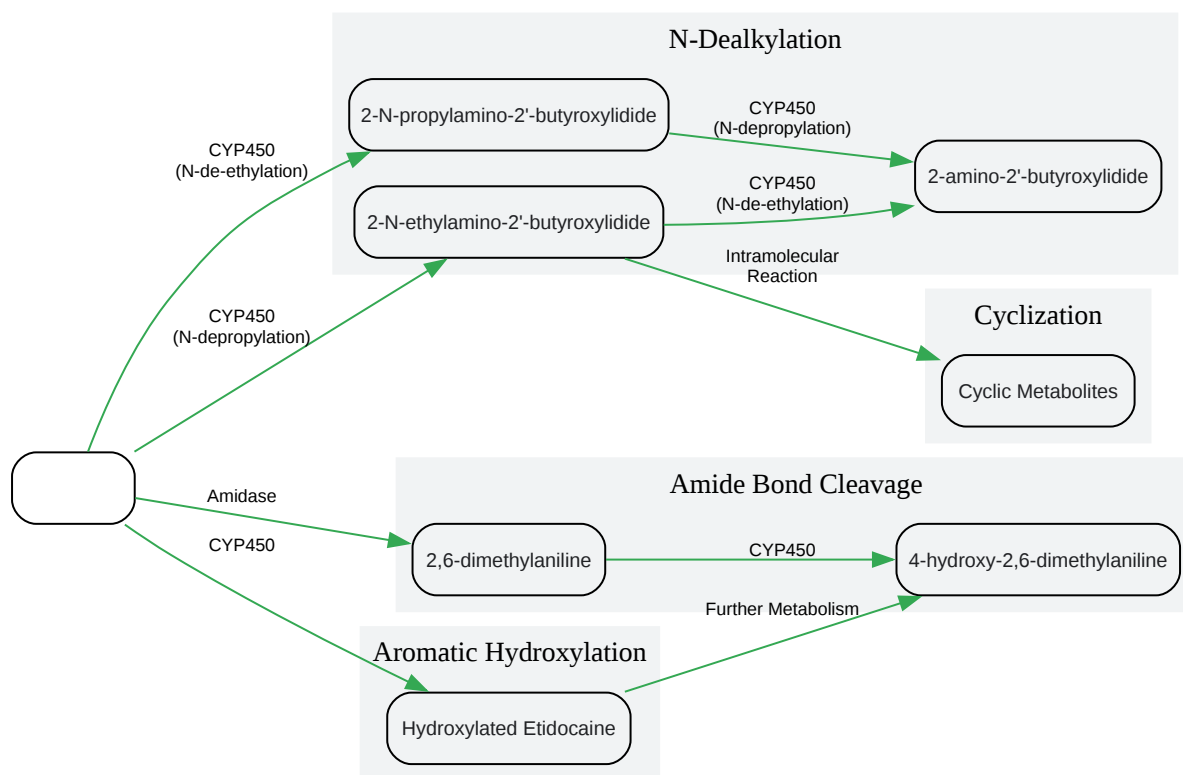 N-Dealkylation
2-N-propylamino-2'-butyroxylidide
CYP450
(N-depropylation)
CYP450
(N-de-ethylation)
2-amino-2'-butyroxylidide
CYP450
(N-de-ethylation)
2-N-ethylamino-2'-butyroxylidide
Intramolecular
Reaction
CYP450
(N-depropylation)
Cyclization
Cyclic Metabolites
Amide Bond Cleavage
Amidase
CYP450
2,6-dimethylaniline
CYP450
4-hydroxy-2,6-dimethylaniline
Further Metabolism
Aromatic Hydroxylation
Hydroxylated Etidocaine